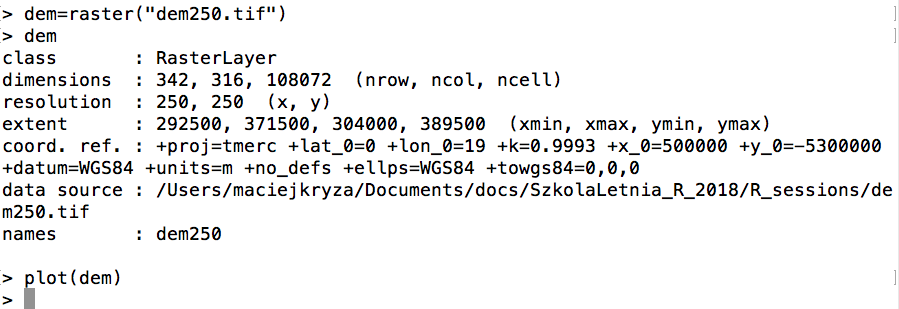 > dem=raster("dem250.tif")
> dem
class       : RasterLayer
dimensions  : 342, 316, 108072  (nrow, ncol, ncell)
resolution  : 250, 250  (x, y)
extent      : 292500, 371500, 304000, 389500  (xmin, xmax, ymin, ymax)
coord. ref. : +proj=tmerc +lat_0=0 +lon_0=19 +k=0.9993 +x_0=500000 +y_0=-5300000
+datum=WGS84 +units=m +no_defs +ellps=WGS84 +towgs84=0,0,0
data source : /Users/maciejkryza/Documents/docs/SzkolaLetnia_R_2018/R_sessions/de
m250.tif
names       : dem250
> plot(dem)
>